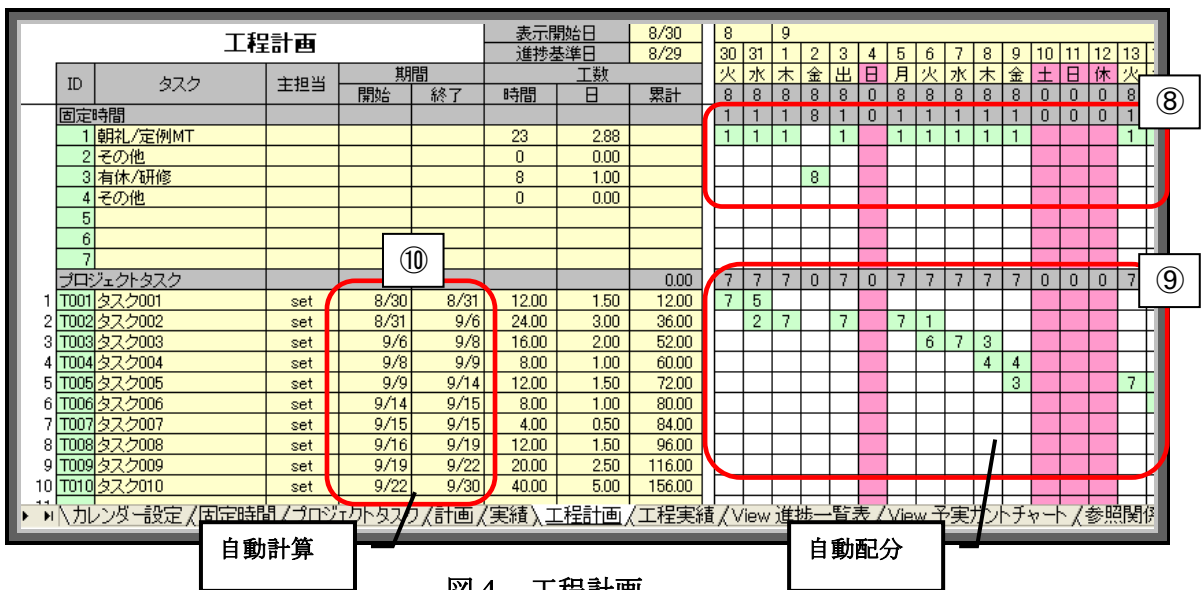 工程計画 表示開始日 8/30 8 9
進捗基準日 8/29 30 31 1 2 3 4 5 6 7 8 9 10 11 12 13
ID タスク 主担当 期間 工数 火 水 木 金 出 日 月 火 水 木 金 土 日 休 火
開始 終了 時間 日 累計 8 8 8 8 8 0 8 8 8 8 8 0 0 0 8
⑧
固定時間 1 1 1 8 1 0 1 1 1 1 1 0 0 0 1
1 朝礼/定例MT 23 2.88 1 1 1 1 1 1 1 1 1 1
2 その他 0 0.00
3 有休/研修 8 1.00 8
4 その他 0 0.00
5
6
7
⑩
プロジェクトタスク 0.00 7 7 7 0 7 0 7 7 7 7 7 0 0 0 7
⑨
1 T001 タスク001 set 8/30 8/31 12.00 1.50 12.00 7 5
2 T002 タスク002 set 8/31 9/6 24.00 3.00 36.00 2 7 7 7 1
3 T003 タスク003 set 9/6 9/8 16.00 2.00 52.00 6 7 3
4 T004 タスク004 set 9/8 9/9 8.00 1.00 60.00 4 4
5 T005 タスク005 set 9/9 9/14 12.00 1.50 72.00 3 7
6 T006 タスク006 set 9/14 9/15 8.00 1.00 80.00
7 T007 タスク007 set 9/15 9/15 4.00 0.50 84.00
8 T008 タスク008 set 9/16 9/19 12.00 1.50 96.00
9 T009 タスク009 set 9/19 9/22 20.00 2.50 116.00
10 T010 タスク010 set 9/22 9/30 40.00 5.00 156.00
カレンダー設定 / 固定時間 / プロジェクトタスク / 計画 / 実績 \ 工程計画 / 工程実績 / View 進捗一覧表 / View 予実ガントチャート / 参照関係
自動計算 自動配分
図4 工程計画